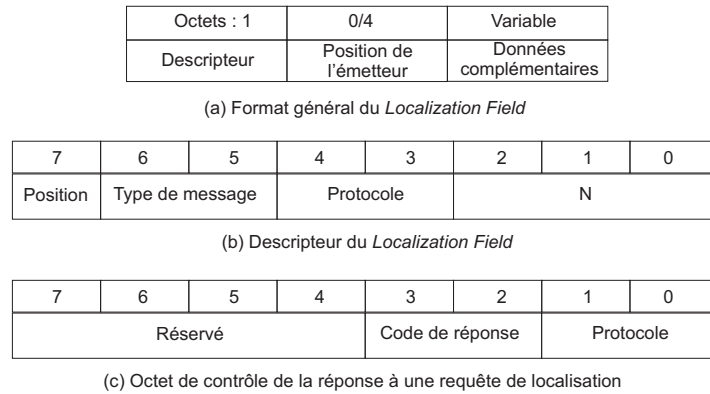 Octets : 1 0/4 Variable
Descripteur Position de l'émetteur Données complémentaires
(a) Format général du Localization Field
7 6 5 4 3 2 1 0
Position Type de message Protocole N
(b) Descripteur du Localization Field
7 6 5 4 3 2 1 0
Réservé Code de réponse Protocole
(c) Octet de contrôle de la réponse à une requête de localisation